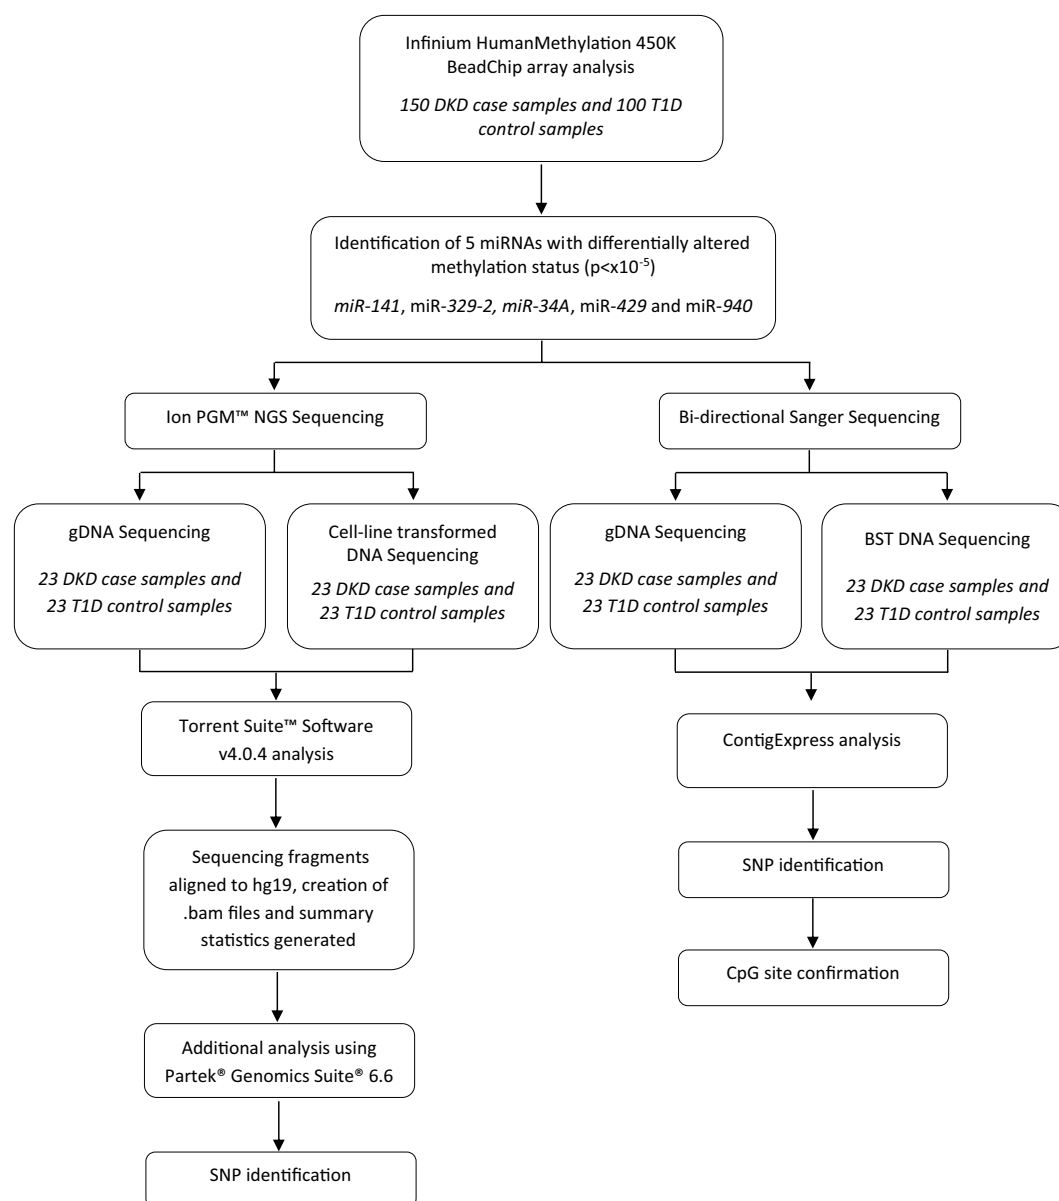 Infinium HumanMethylation 450K
BeadChip array analysis
150 DKD case samples and 100 T1D
control samples
Identification of 5 miRNAs with differentially altered
methylation status (p<x10⁻⁵)
miR-141, miR-329-2, miR-34A, miR-429 and miR-940
Ion PGM™ NGS Sequencing
Bi-directional Sanger Sequencing
gDNA Sequencing
23 DKD case samples and
23 T1D control samples
Cell-line transformed
DNA Sequencing
23 DKD case samples and
23 T1D control samples
gDNA Sequencing
23 DKD case samples and
23 T1D control samples
BST DNA Sequencing
23 DKD case samples and
23 T1D control samples
Torrent Suite™ Software
v4.0.4 analysis
ContigExpress analysis
Sequencing fragments
aligned to hg19, creation of
.bam files and summary
statistics generated
SNP identification
CpG site confirmation
Additional analysis using
Partek® Genomics Suite® 6.6
SNP identification